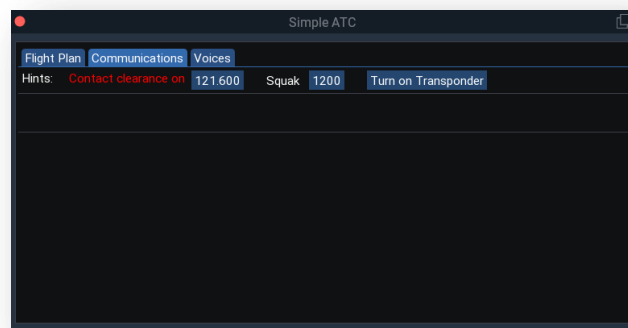 Simple ATC
Flight Plan Communications Voices
Hints: Contact clearance on 121.600 Squak 1200 Turn on Transponder